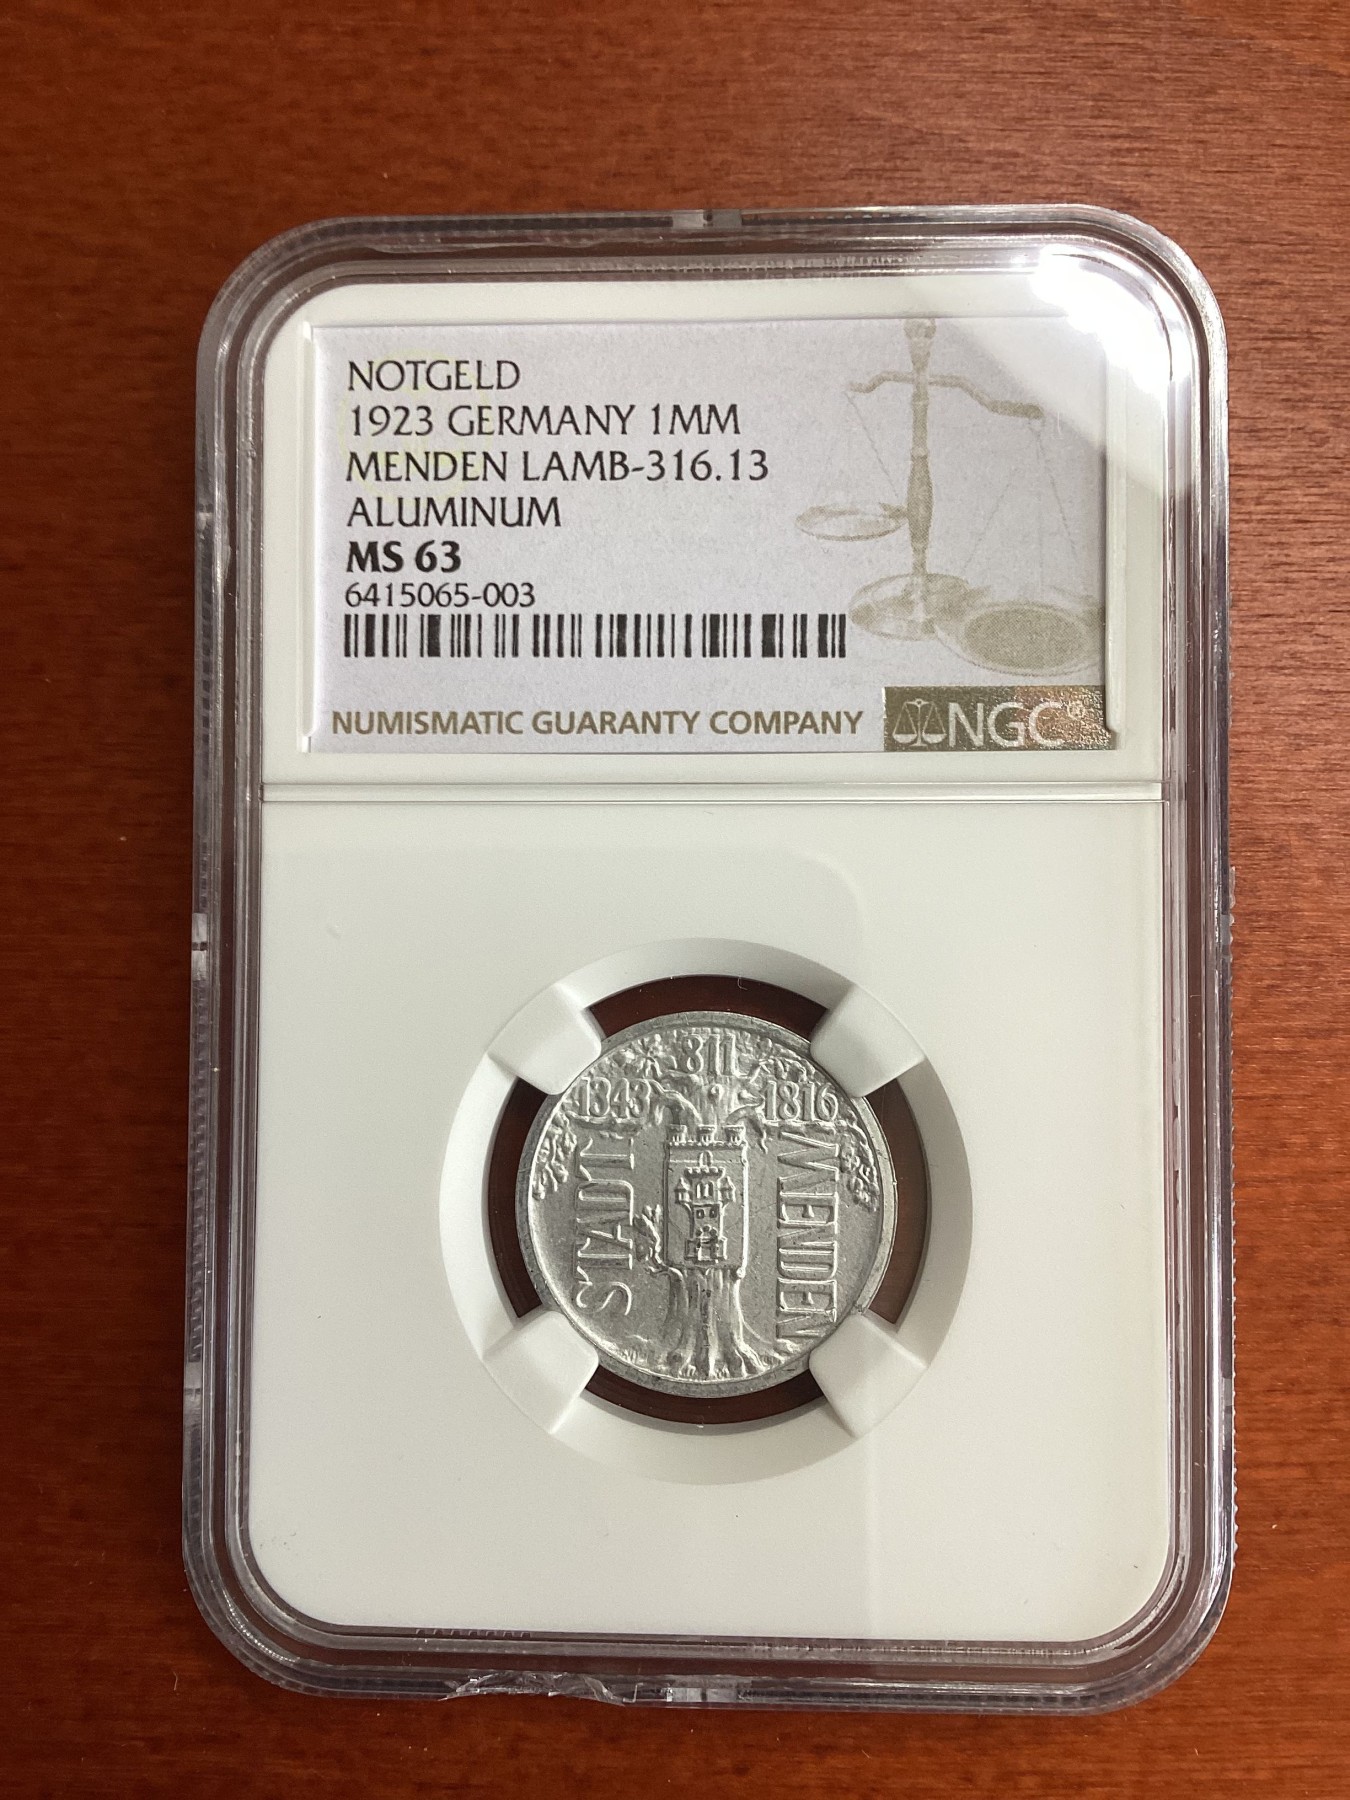 NOTGELD
1923 GERMANY 1MM
MENDEN LAMB-316.13
ALUMINUM
MS 63
6415065-003
NUMISMATIC GUARANTY COMPANY
NGC®
811
1343 1816
STADT
MENDEN